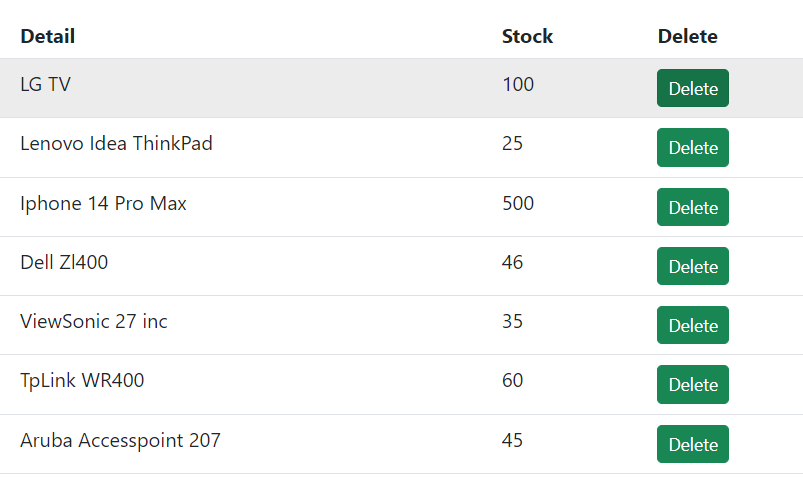 Detail Stock Delete
LG TV 100 Delete
Lenovo Idea ThinkPad 25 Delete
Iphone 14 Pro Max 500 Delete
Dell Zl400 46 Delete
ViewSonic 27 inc 35 Delete
TpLink WR400 60 Delete
Aruba Accesspoint 207 45 Delete